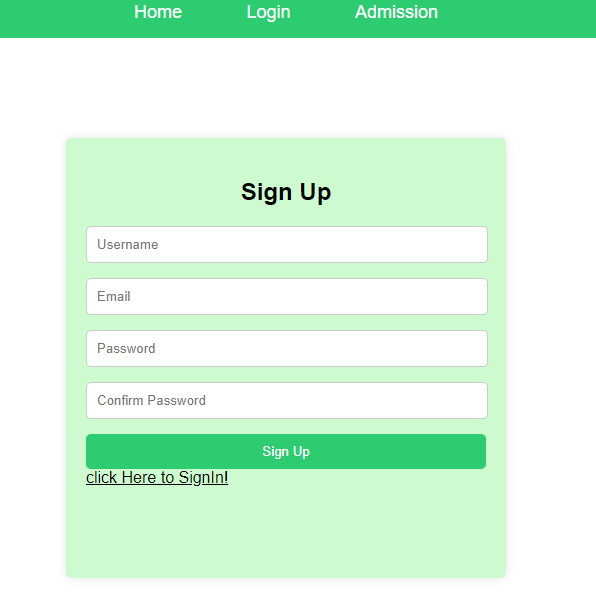 Home Login Admission
Sign Up
Username
Email
Password
Confirm Password
Sign Up
click Here to SignIn!